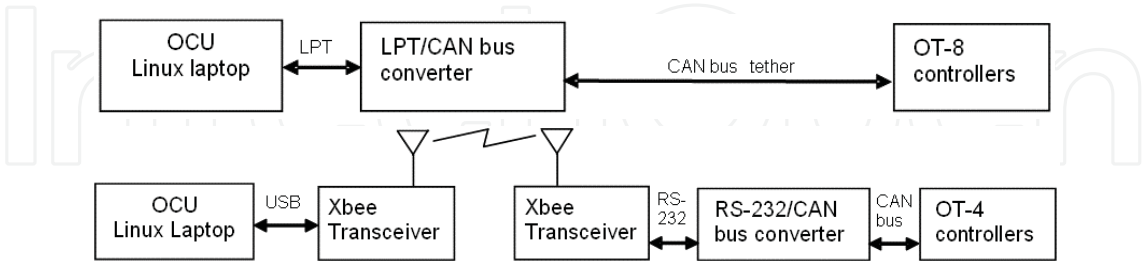 OCU
Linux laptop
LPT
LPT/CAN bus
converter
CAN bus tether
OT-8
controllers
OCU
Linux Laptop
USB
Xbee
Transceiver
Xbee
Transceiver
RS-
232
RS-232/CAN
bus converter
CAN
bus
OT-4
controllers